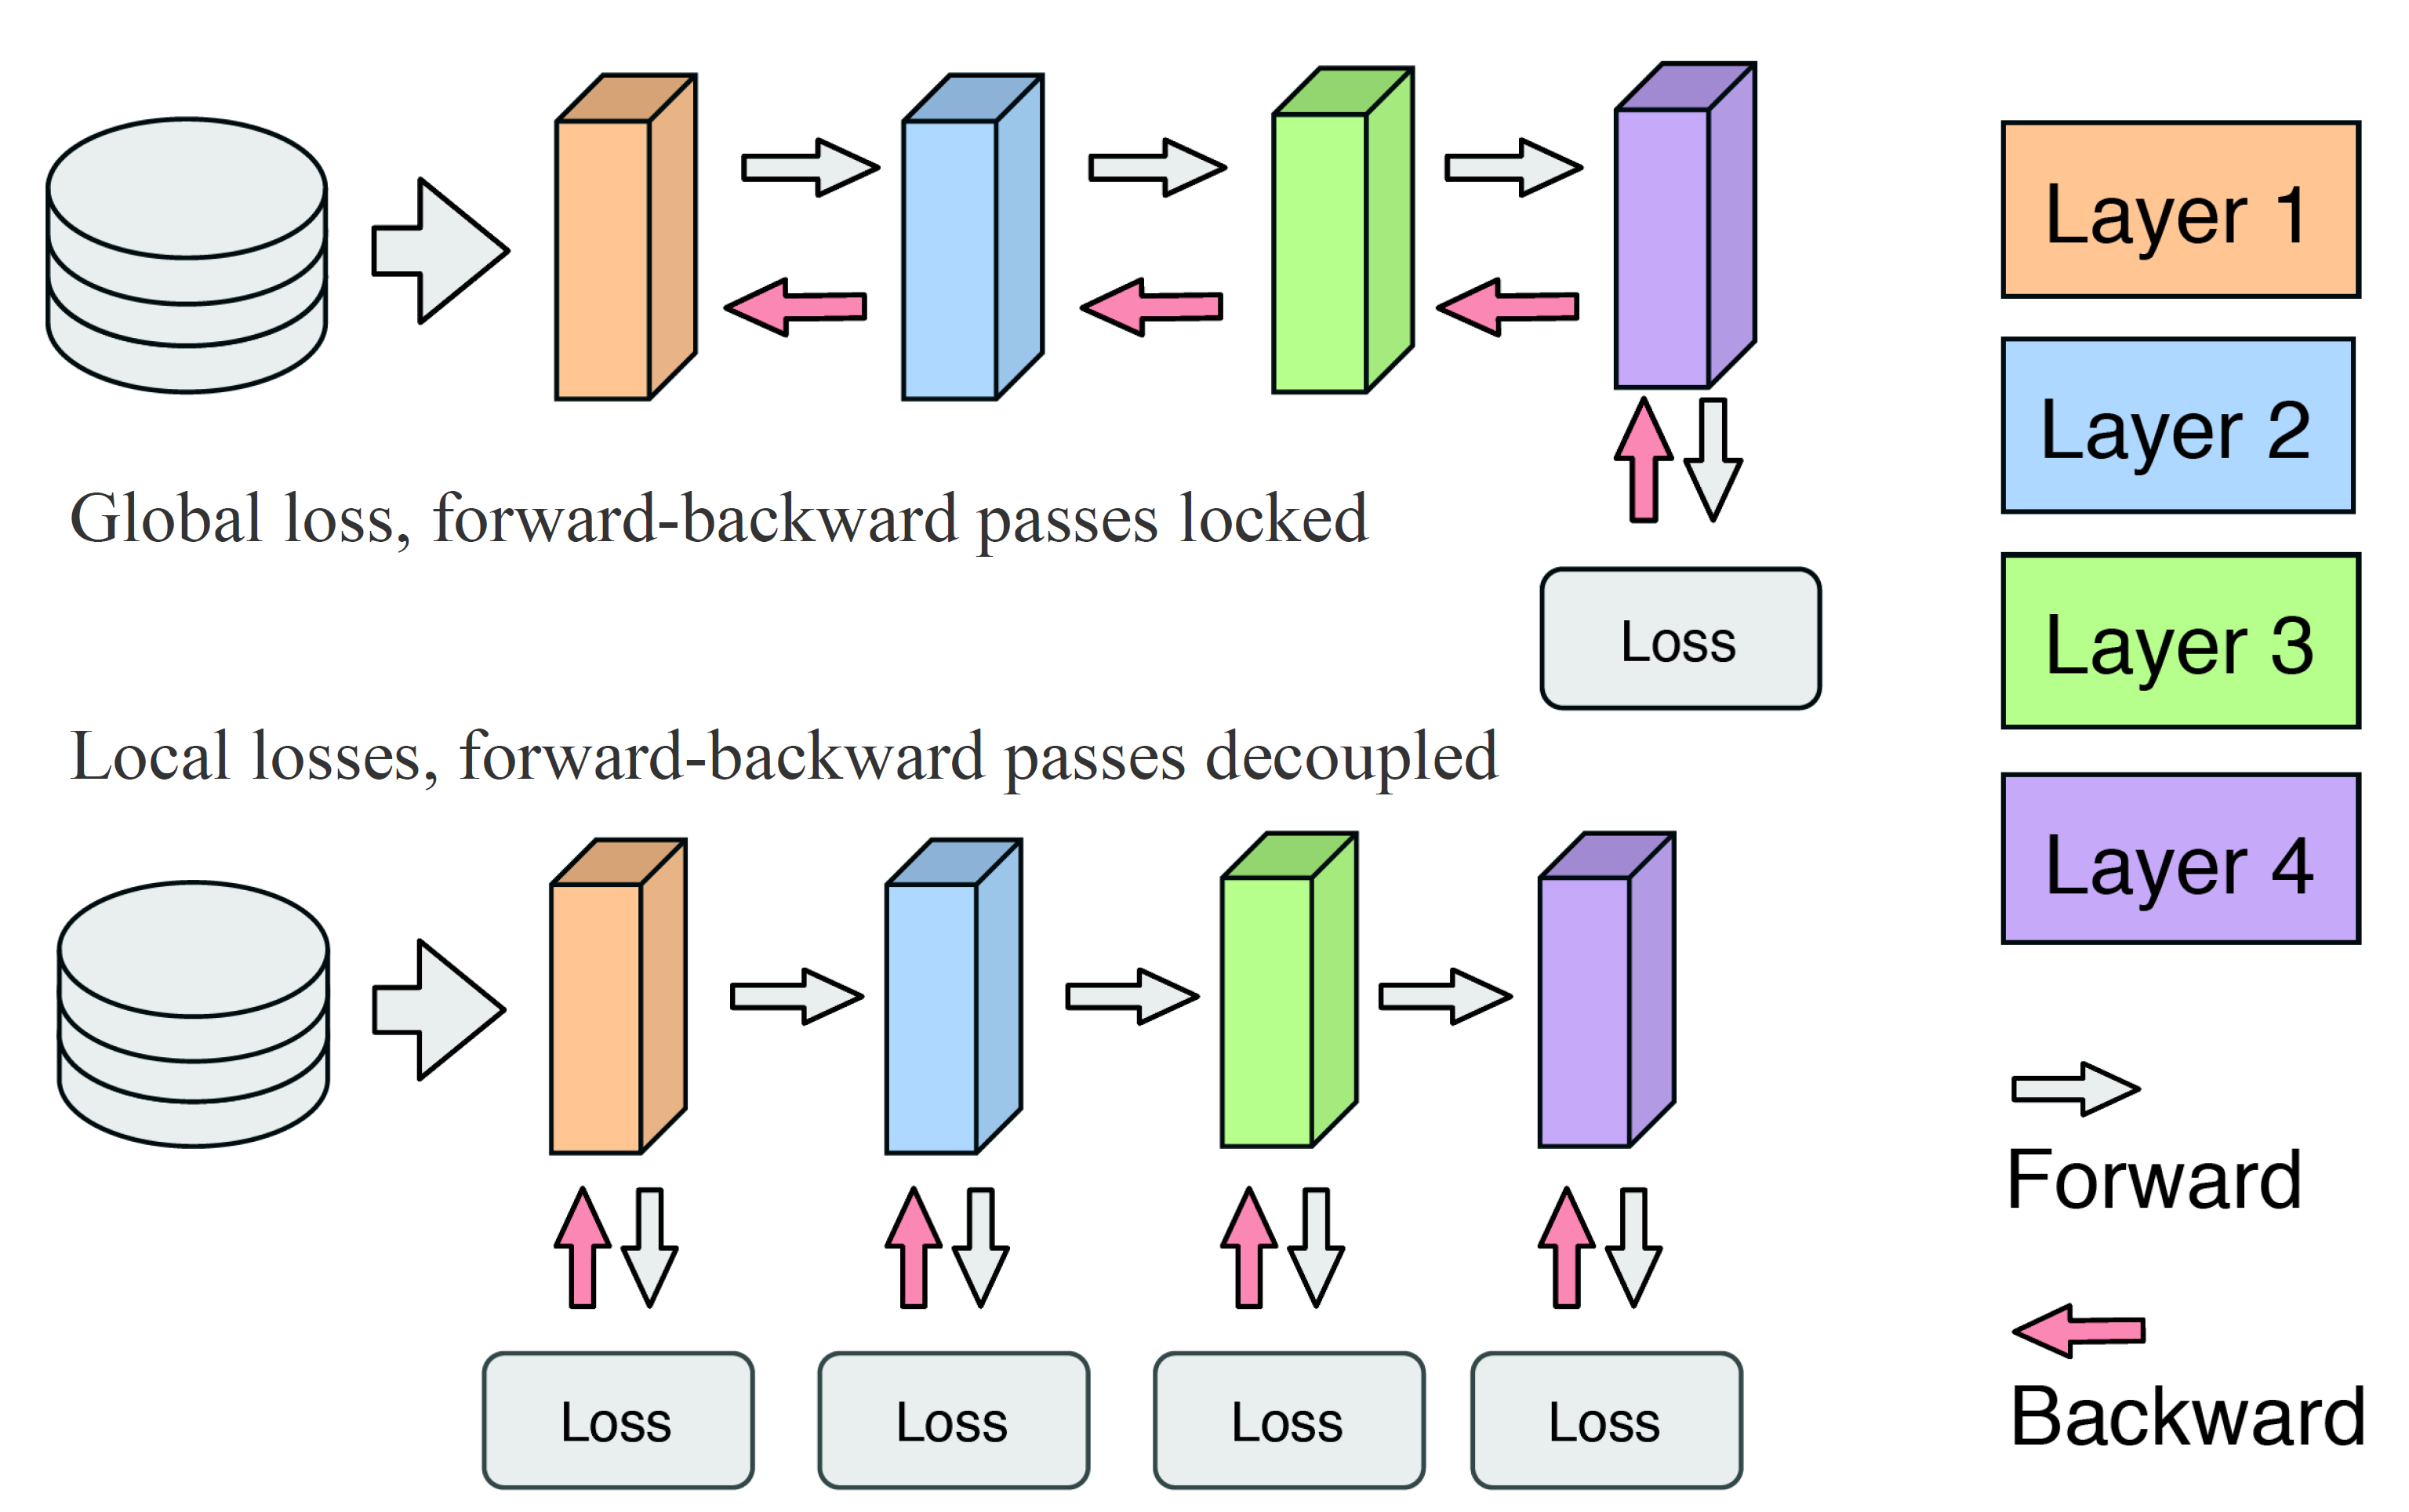 Global loss, forward-backward passes locked
Loss
Local losses, forward-backward passes decoupled
Loss
Loss
Loss
Loss
Layer 1
Layer 2
Layer 3
Layer 4
Forward
Backward